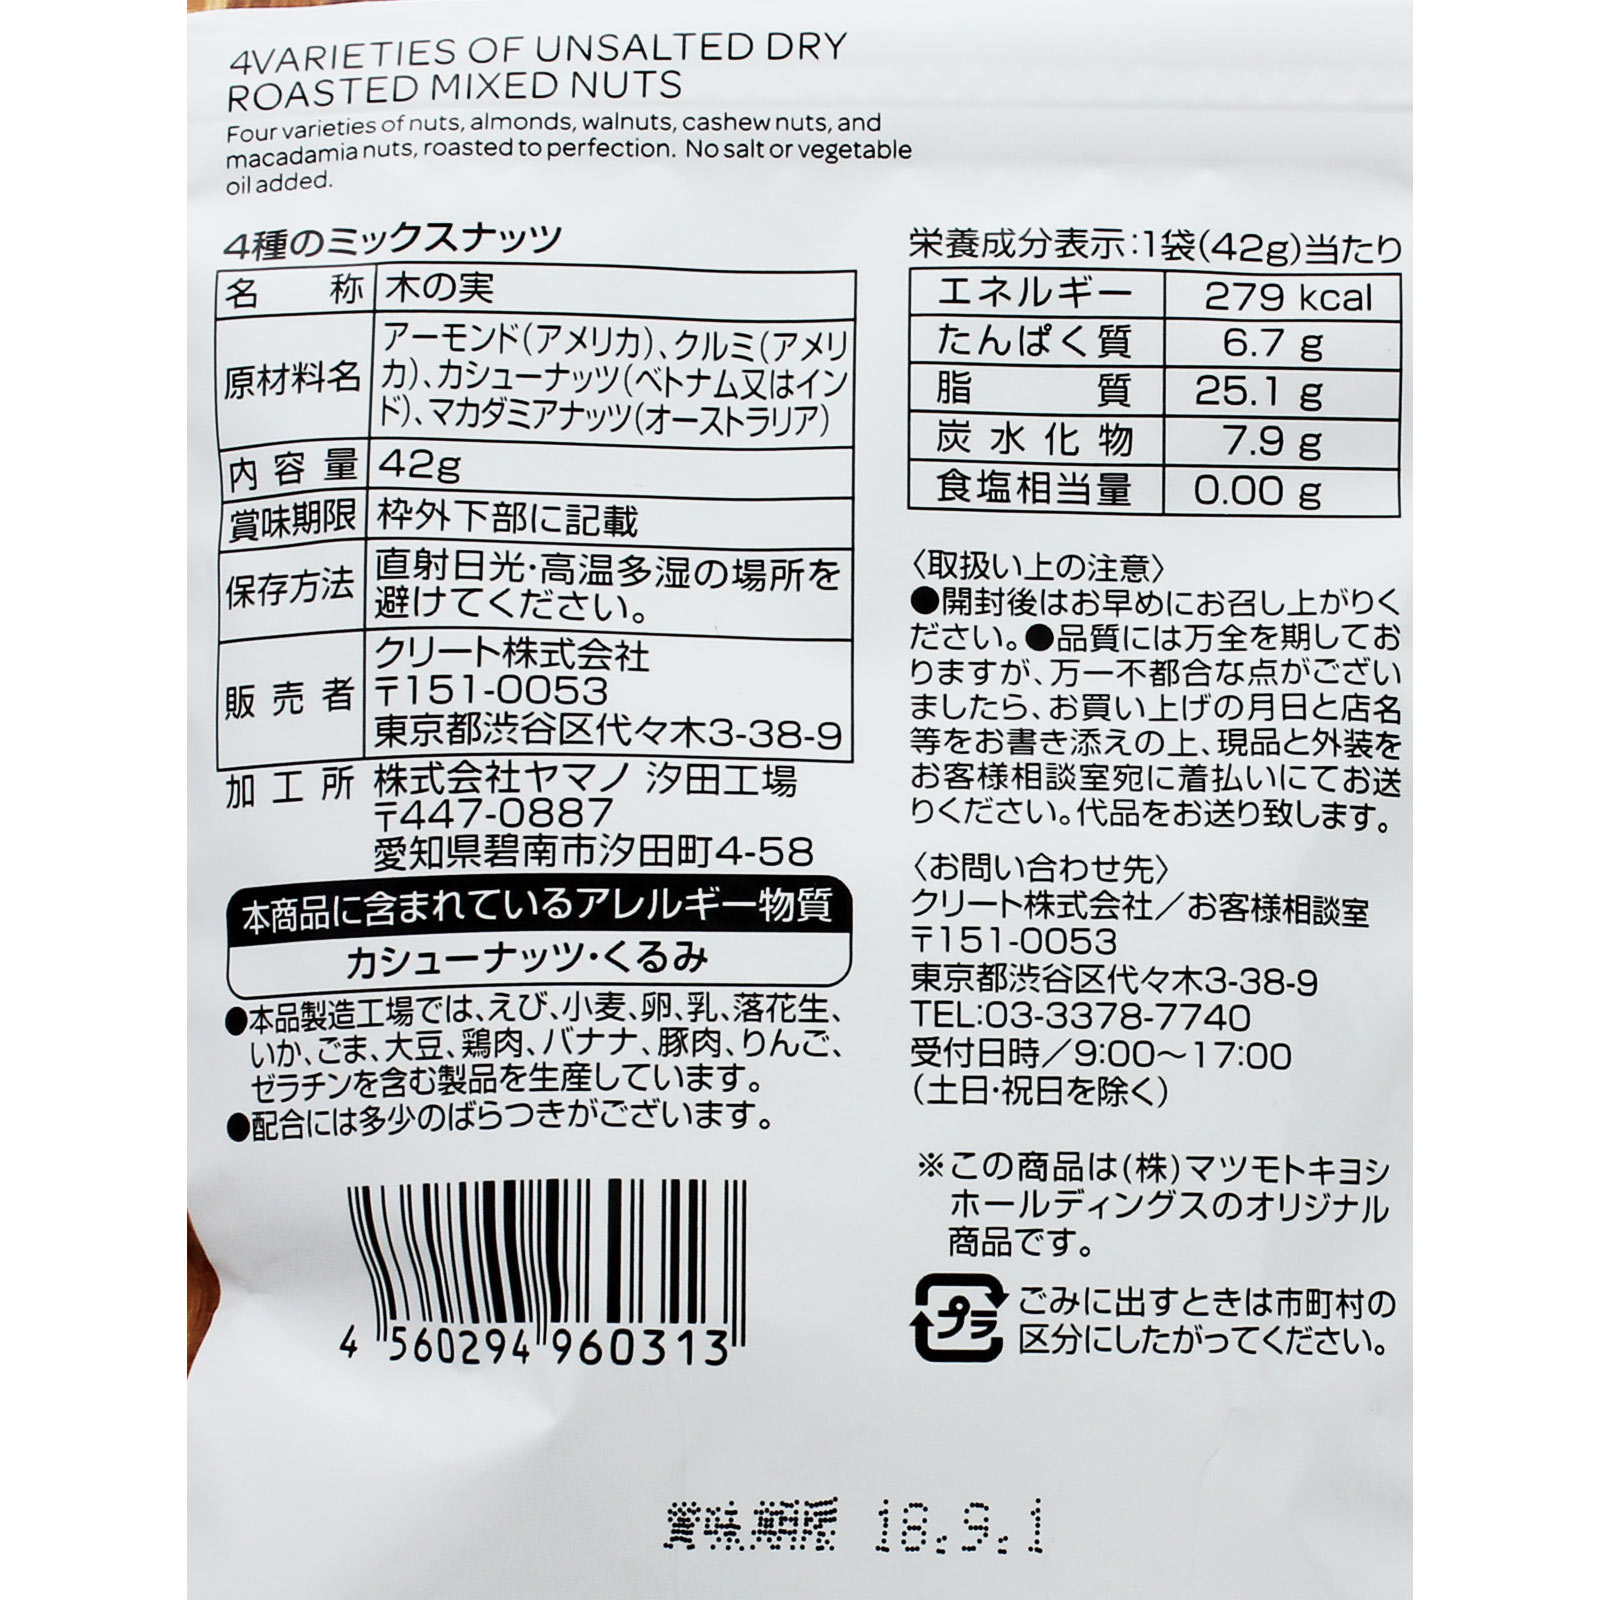 4VARIETIES OF UNSALTED DRY
ROASTED MIXED NUTS
Four varieties of nuts, almonds, walnuts, cashew nuts, and
macadamia nuts, roasted to perfection. No salt or vegetable
oil added.
4種のミックスナッツ
名称 木の実
原材料名 アーモンド(アメリカ)、クルミ(アメリ
カ)、カシューナッツ(ベトナム又はイン
ド)、マカダミアナッツ(オーストラリア)
内容量 42g
賞味期限 枠外下部に記載
保存方法 直射日光・高温多湿の場所を
避けてください。
販売者 クリート株式会社
〒151-0053
東京都渋谷区代々木3-38-9
加工所 株式会社ヤマノ 汐田工場
〒447-0887
愛知県碧南市汐田町4-58
本商品に含まれているアレルギー物質
カシューナッツ・くるみ
●本品製造工場では、えび、小麦、卵、乳、落花生、
いか、ごま、大豆、鶏肉、バナナ、豚肉、りんご、
ゼラチンを含む製品を生産しています。
●配合には多少のばらつきがございます。
4 560294 960313
栄養成分表示:1袋(42g)当たり
エネルギー 279 kcal
たんぱく質 6.7 g
脂質 25.1 g
炭水化物 7.9 g
食塩相当量 0.00 g
〈取扱い上の注意〉
●開封後はお早めにお召し上がりく
ださい。●品質には万全を期してお
りますが、万一不都合な点がござい
ましたら、お買い上げの月日と店名
等をお書き添えの上、現品と外装を
お客様相談室宛に着払いにてお送
りください。代品をお送り致します。
〈お問い合わせ先〉
クリート株式会社/お客様相談室
〒151-0053
東京都渋谷区代々木3-38-9
TEL:03-3378-7740
受付日時/9:00～17:00
(土日・祝日を除く)
※この商品は(株)マツモトキヨシ
ホールディングスのオリジナル
商品です。
プラ
ごみに出すときは市町村の
区分にしたがってください。
賞味期限 18.9.1